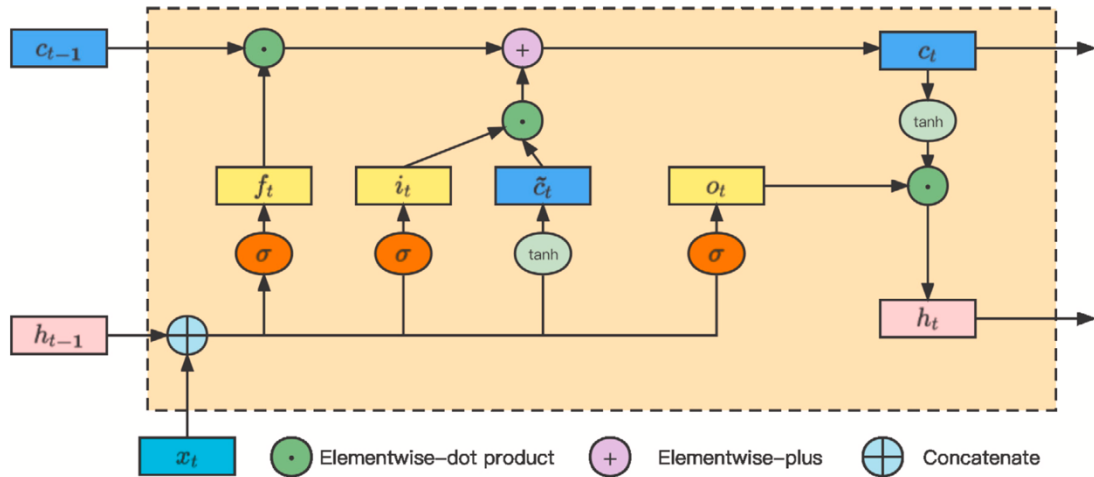 c_{t-1}
·
+
c_t
tanh
·
f_t
i_t
c̃_t
o_t
·
σ
σ
tanh
σ
h_{t-1}
h_t
x_t
· Elementwise-dot product
+ Elementwise-plus
Concatenate